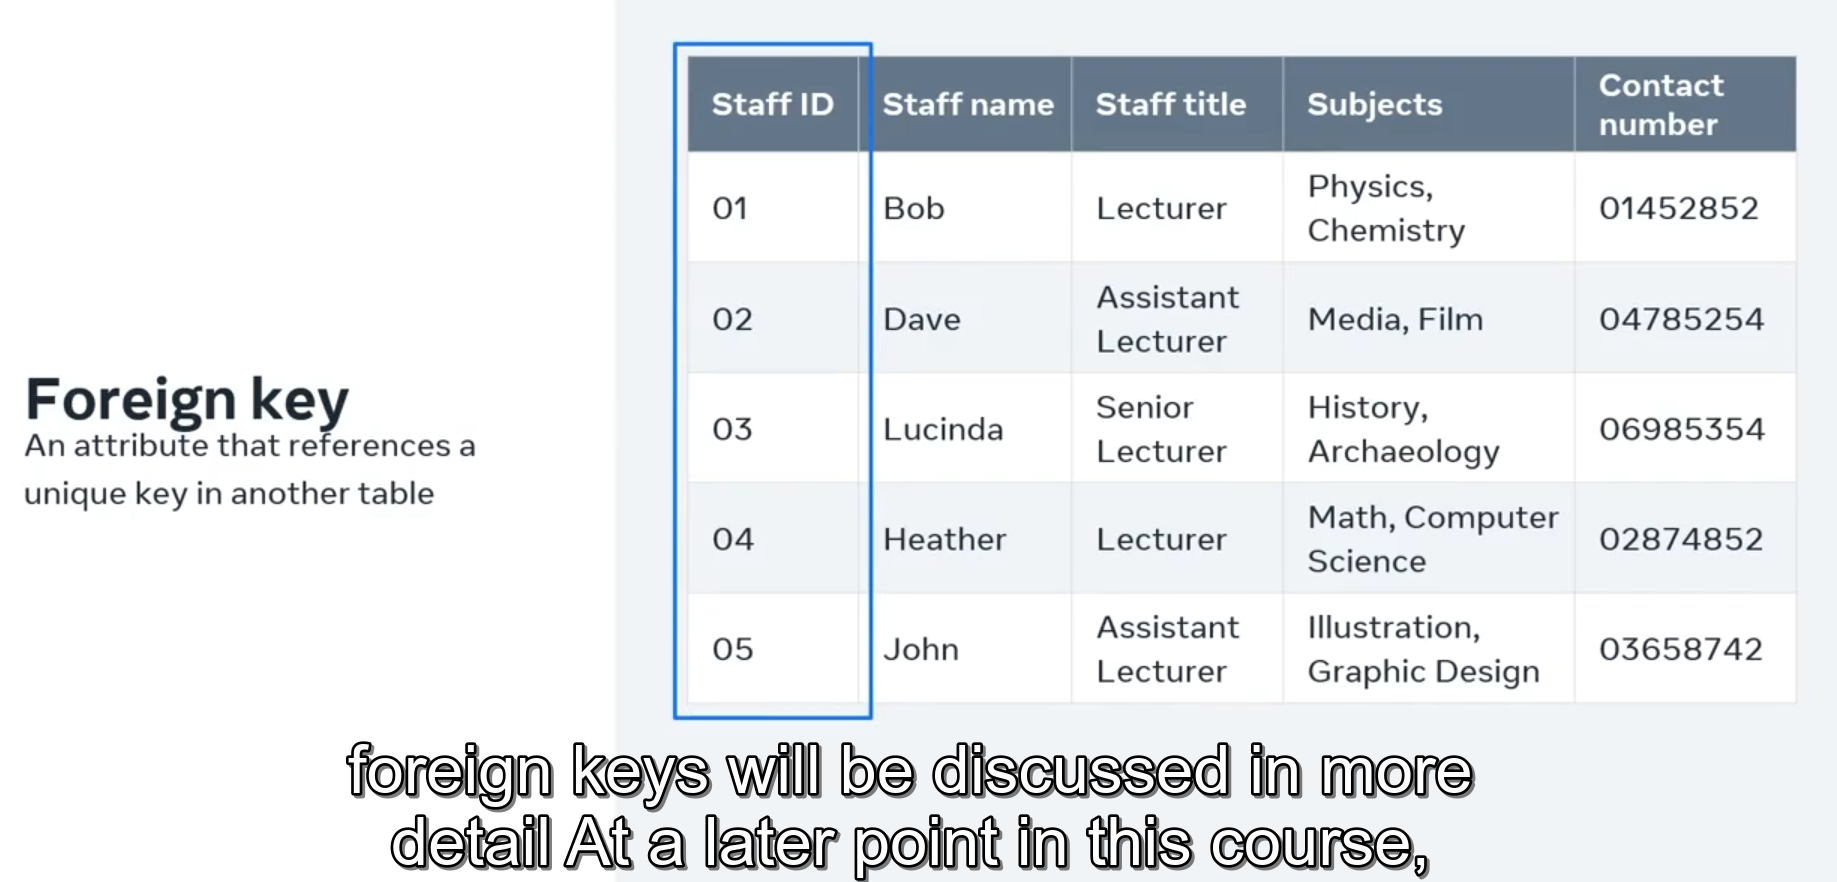 Foreign key
An attribute that references a
unique key in another table
Staff ID Staff name Staff title Subjects Contact number
01 Bob Lecturer Physics, Chemistry 01452852
02 Dave Assistant Lecturer Media, Film 04785254
03 Lucinda Senior Lecturer History, Archaeology 06985354
04 Heather Lecturer Math, Computer Science 02874852
05 John Assistant Lecturer Illustration, Graphic Design 03658742
foreign keys will be discussed in more
detail At a later point in this course,